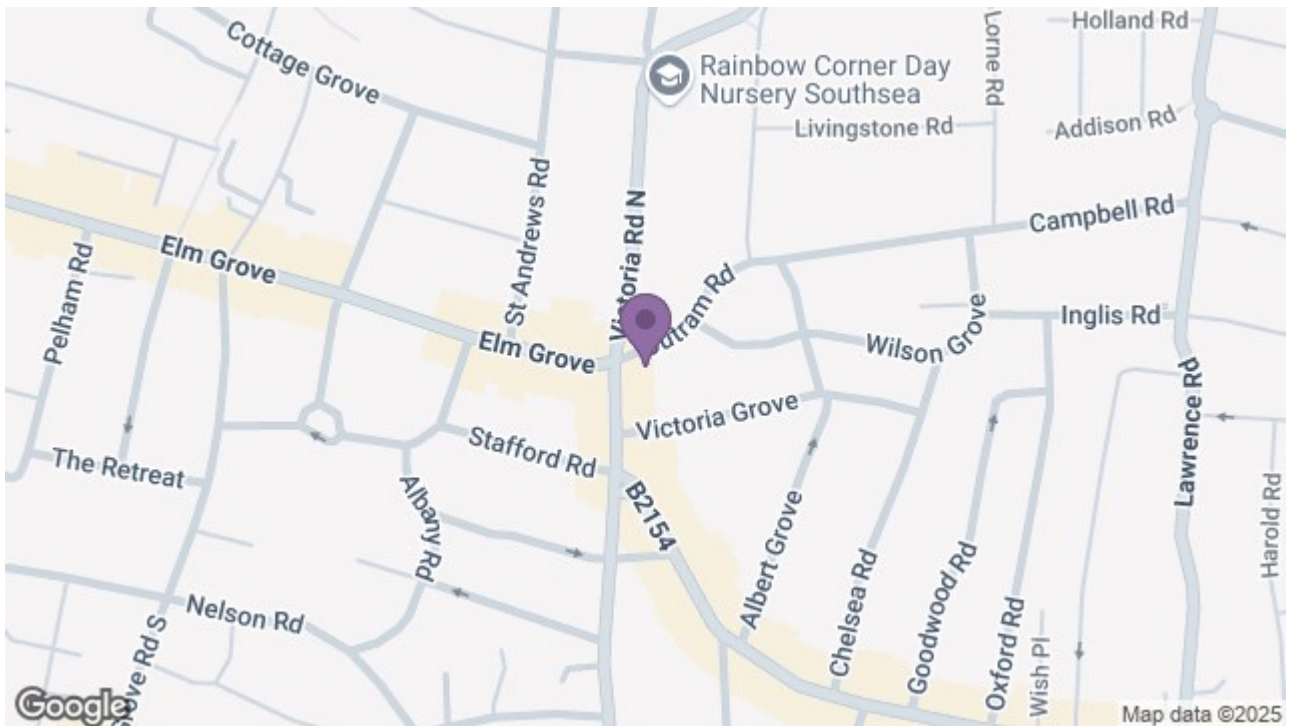 Holland Rd
Lorne Rd
Cottage Grove
Rainbow Corner Day
Nursery Southsea
Livingstone Rd
Addison Rd
St Andrews Rd
Victoria Rd N
Campbell Rd
Elm Grove
Pelham Rd
Outram Rd
Inglis Rd
Wilson Grove
Elm Grove
Lawrence Rd
Victoria Grove
Stafford Rd
The Retreat
B2154
Albany Rd
Albert Grove
Chelsea Rd
Goodwood Rd
Oxford Rd
Harold Rd
Nelson Rd
Wish Pl
Rd S
Google
Map data ©2025